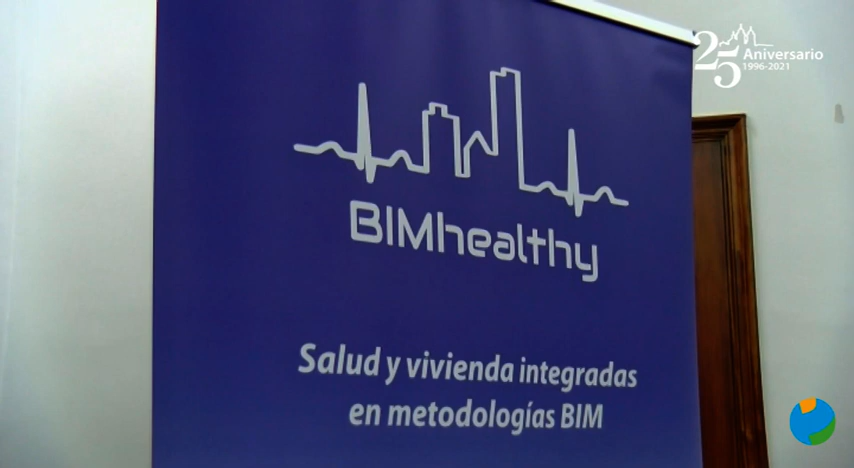 25 Aniversario
1996-2021
BIMhealthy
Salud y vivienda integradas
en metodologías BIM